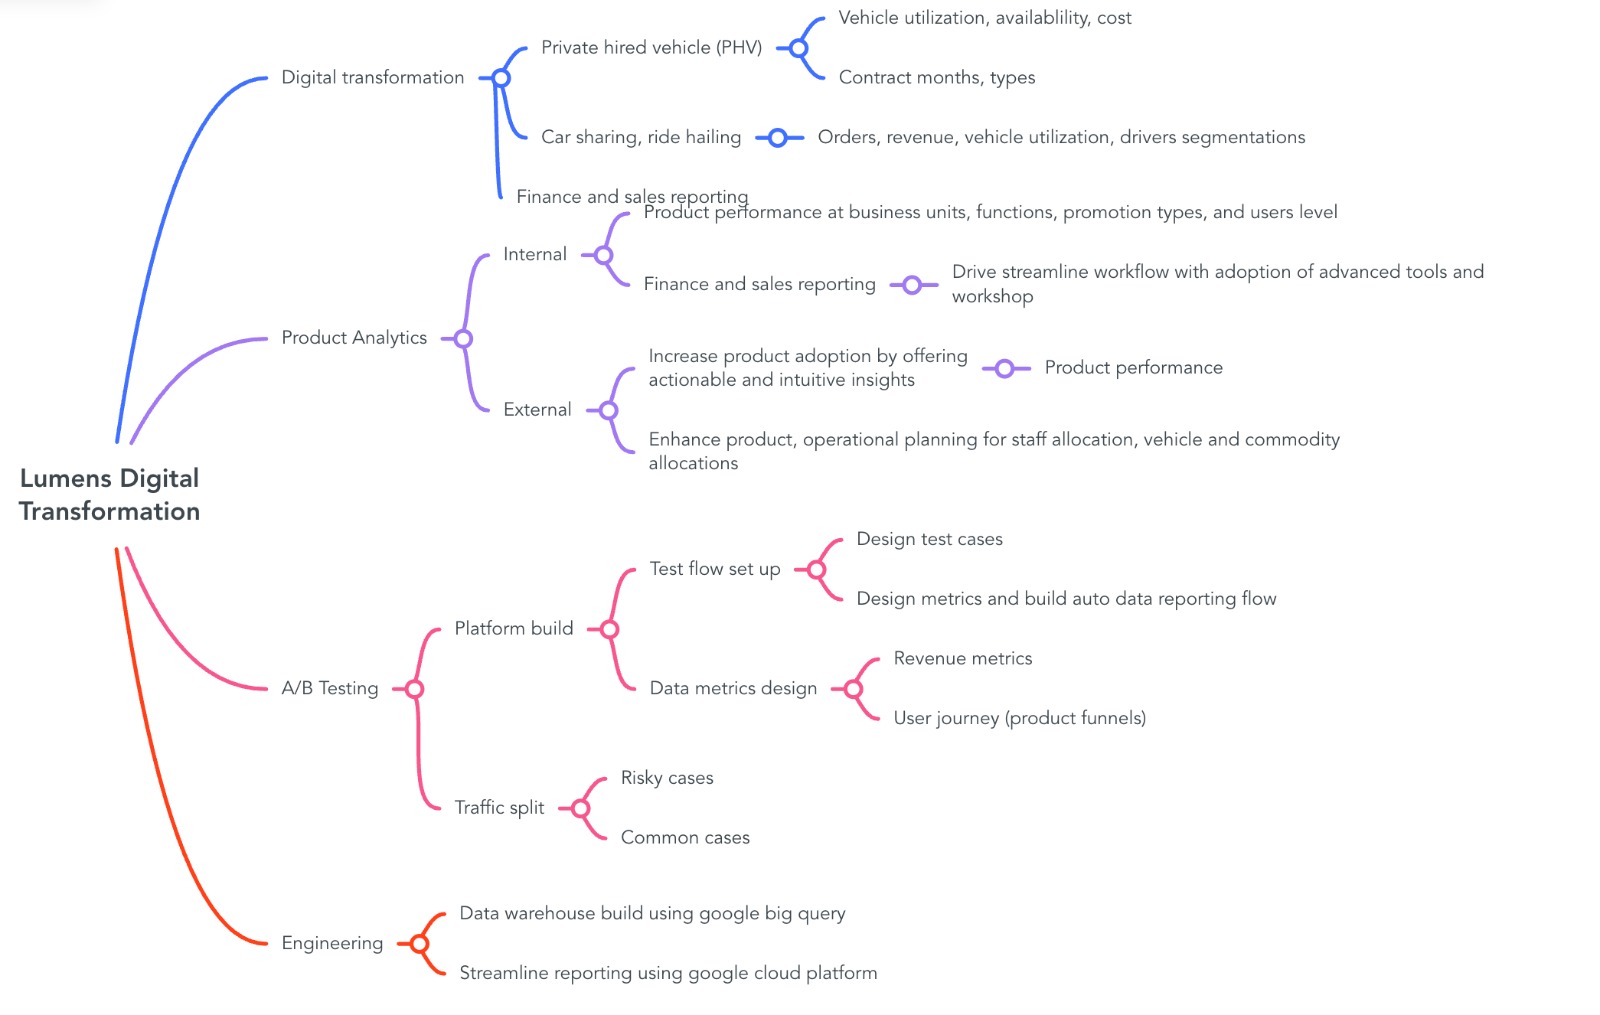 Vehicle utilization, availablility, cost
Private hired vehicle (PHV)
Digital transformation
Contract months, types
Car sharing, ride hailing
Orders, revenue, vehicle utilization, drivers segmentations
Finance and sales reporting
Product performance at business units, functions, promotion types, and users level
Internal
Finance and sales reporting
Drive streamline workflow with adoption of advanced tools and
workshop
Product Analytics
Increase product adoption by offering
actionable and intuitive insights
Product performance
External
Enhance product, operational planning for staff allocation, vehicle and commodity
allocations
Lumens Digital
Transformation
Design test cases
Test flow set up
Design metrics and build auto data reporting flow
Platform build
Revenue metrics
Data metrics design
A/B Testing
User journey (product funnels)
Risky cases
Traffic split
Common cases
Data warehouse build using google big query
Engineering
Streamline reporting using google cloud platform